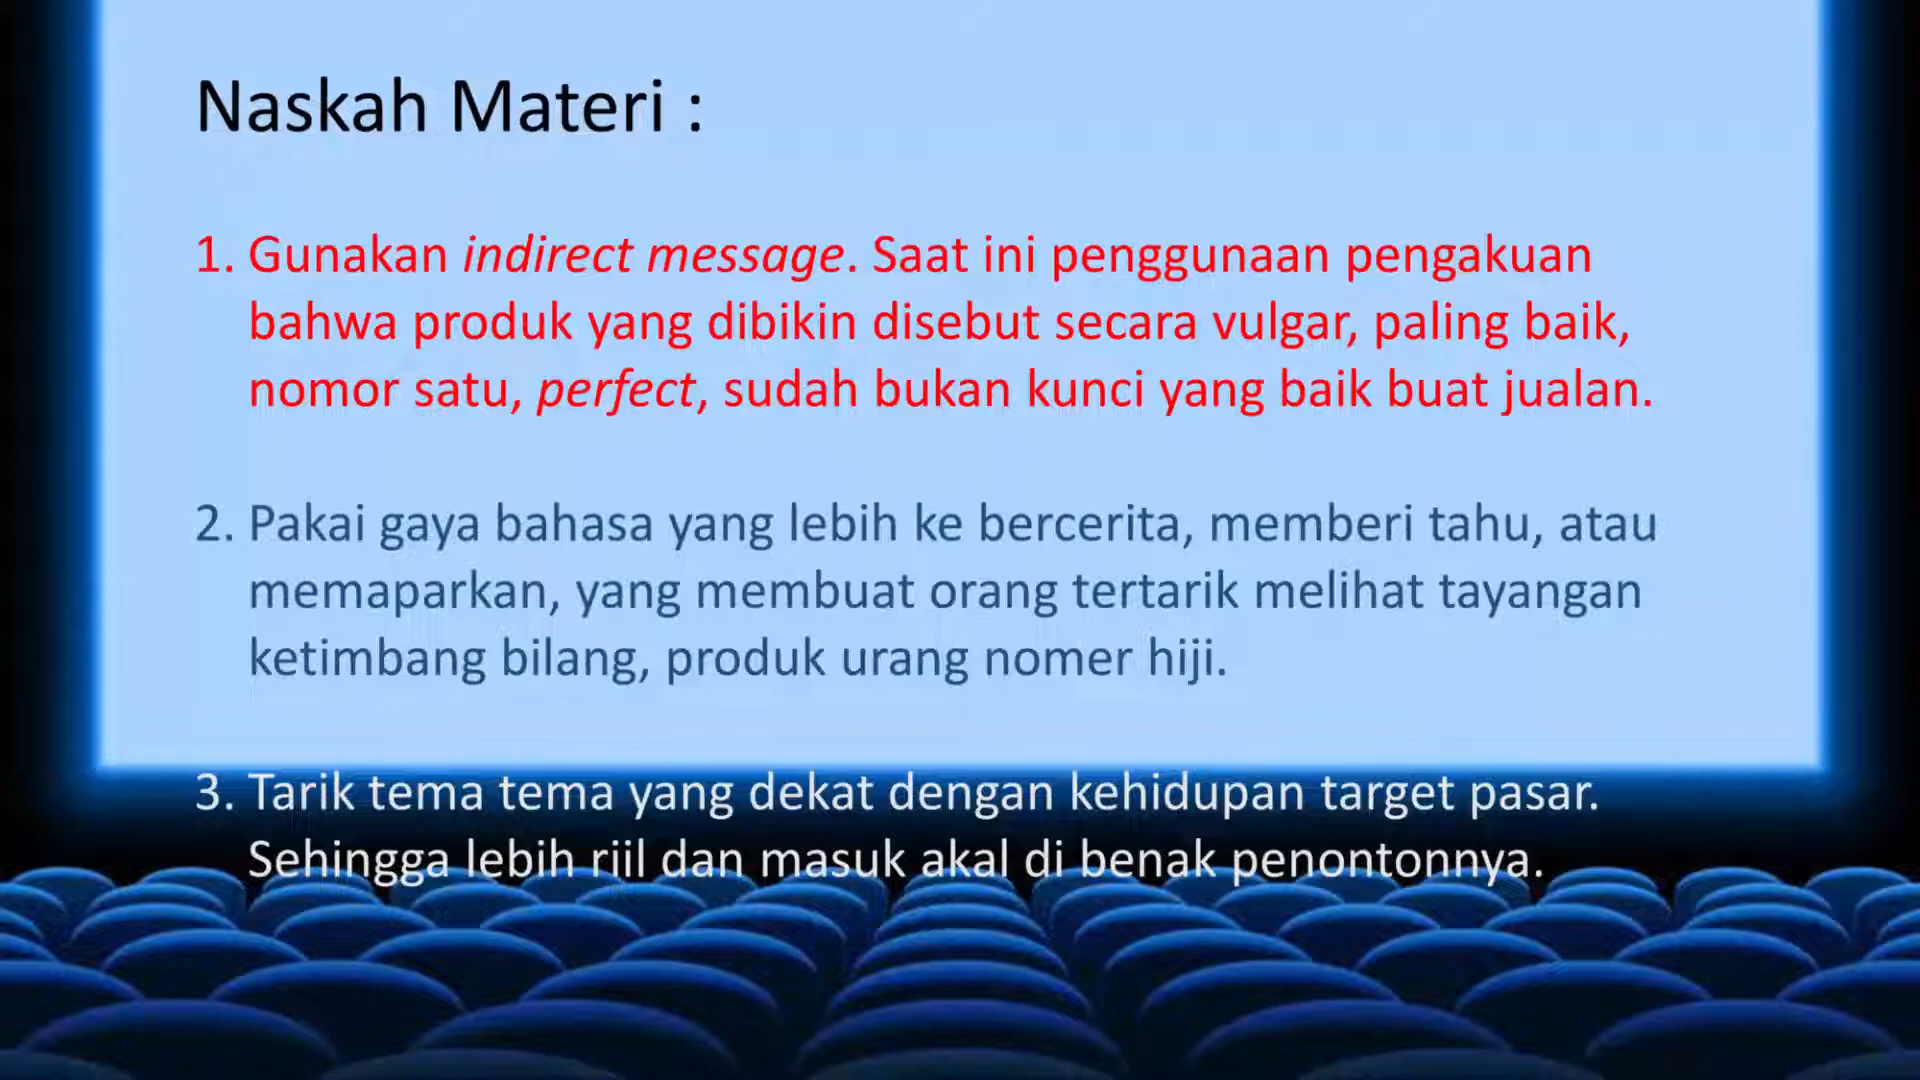 Naskah Materi :
1. Gunakan indirect message. Saat ini penggunaan pengakuan
bahwa produk yang dibikin disebut secara vulgar, paling baik,
nomor satu, perfect, sudah bukan kunci yang baik buat jualan.
2. Pakai gaya bahasa yang lebih ke bercerita, memberi tahu, atau
memaparkan, yang membuat orang tertarik melihat tayangan
ketimbang bilang, produk urang nomer hiji.
3. Tarik tema tema yang dekat dengan kehidupan target pasar.
Sehingga lebih riil dan masuk akal di benak penontonnya.